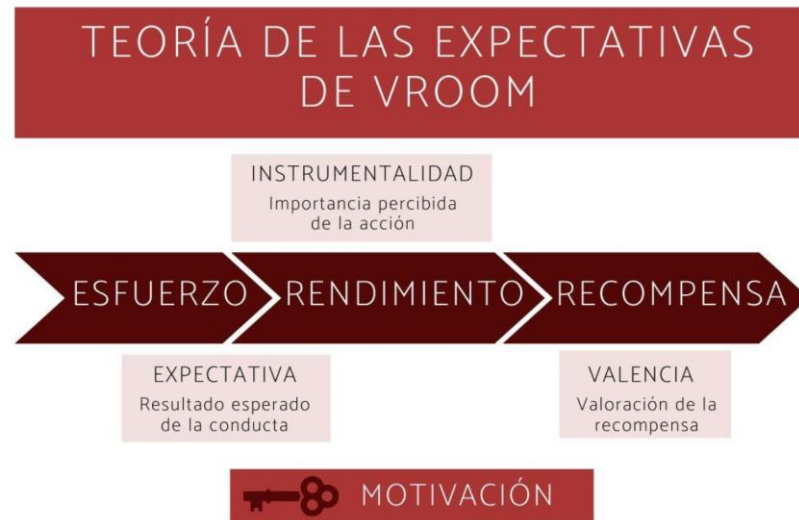 TEORÍA DE LAS EXPECTATIVAS
DE VROOM
INSTRUMENTALIDAD
Importancia percibida
de la acción
ESFUERZO
RENDIMIENTO
RECOMPENSA
EXPECTATIVA
Resultado esperado
de la conducta
VALENCIA
Valoración de la
recompensa
MOTIVACIÓN